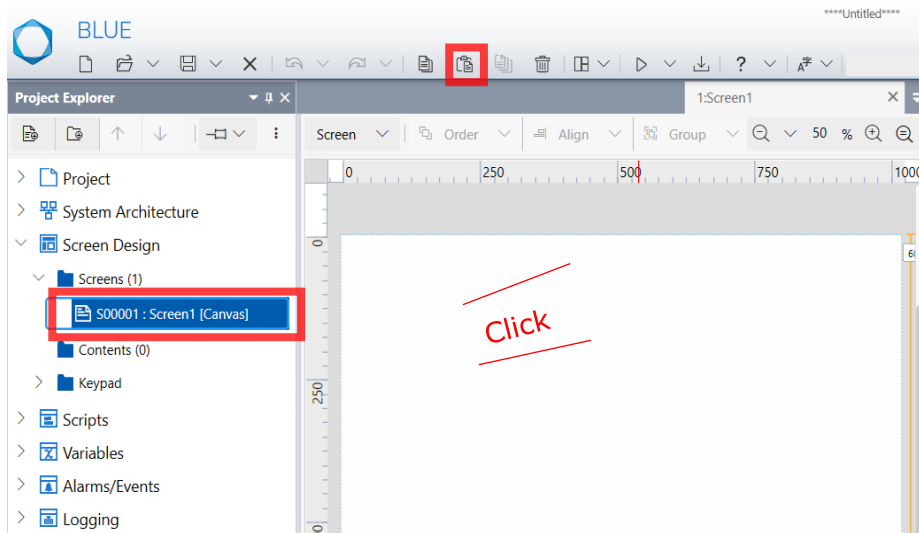 ****Untitled****
BLUE
?
Project Explorer
1:Screen1
Screen
Order
Align
Group
50 %
0
250
500
750
Project
System Architecture
Screen Design
Screens (1)
S00001 : Screen1 [Canvas]
Contents (0)
Keypad
Scripts
Variables
Alarms/Events
Logging
0
250
Click